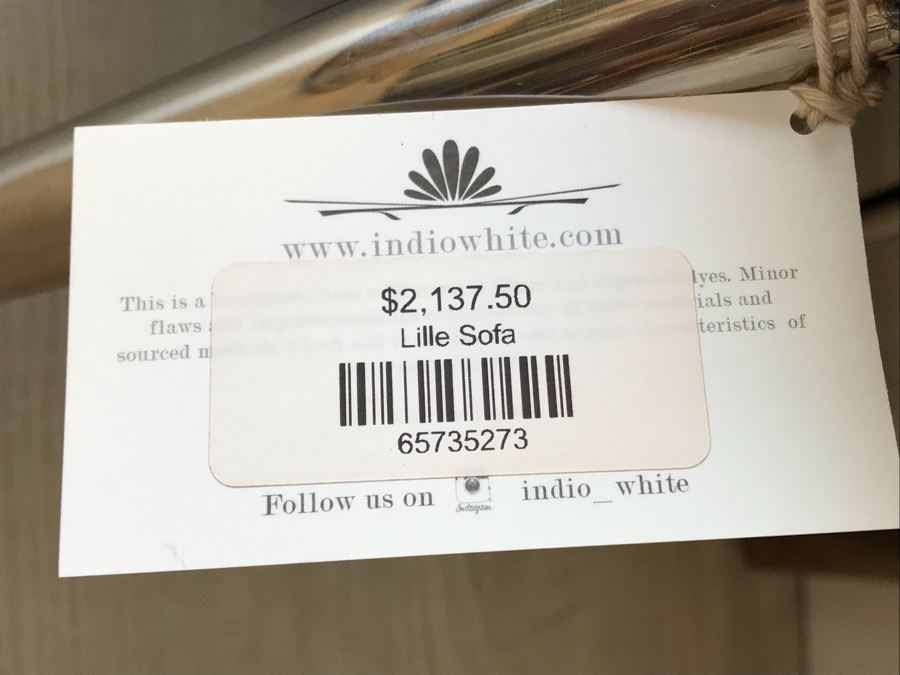 www.indiowhite.com
This is a lyes. Minor
flaws ials and
sourced m teristics of
$2,137.50
Lille Sofa
65735273
Follow us on Instagram indio_white